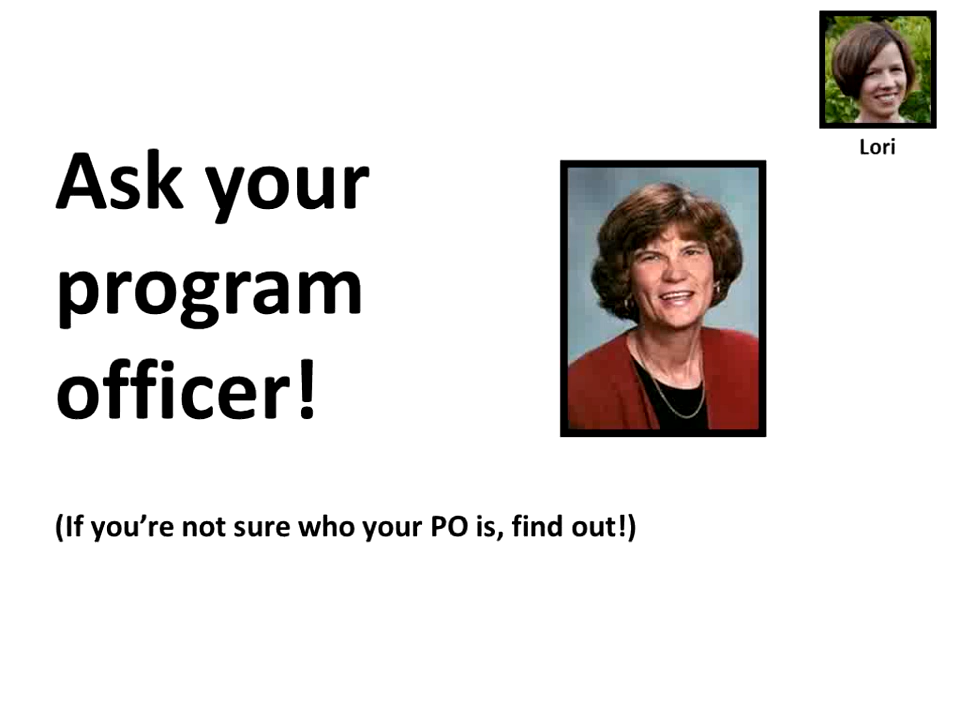 Lori
Ask your
program
officer!
(If you’re not sure who your PO is, find out!)